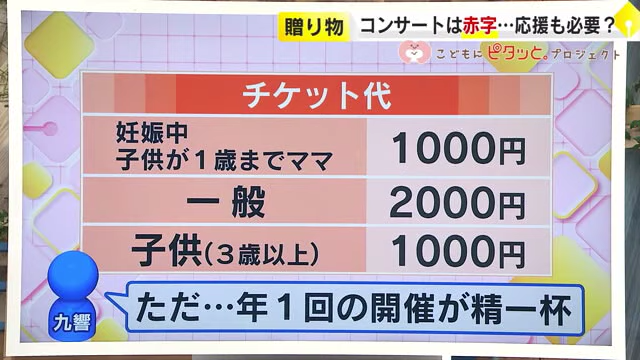 贈り物
コンサートは赤字…応援も必要?
こどもにピタッと。プロジェクト
チケット代
妊娠中
子供が1歳までママ
1000円
一般
2000円
子供(3歳以上)
1000円
九響
ただ…年1回の開催が精一杯